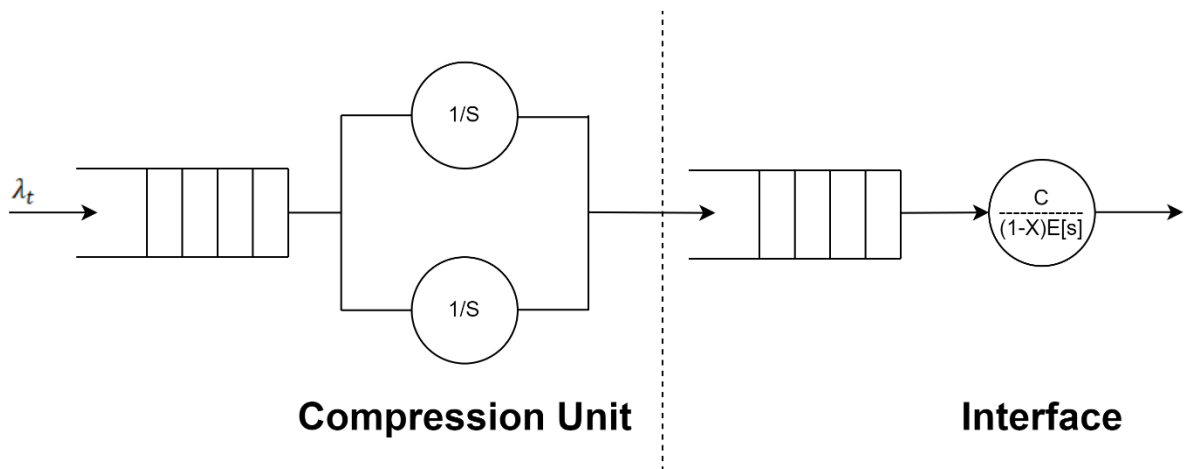 1/S
λt
C
(1-X)E[s]
1/S
Compression Unit
Interface